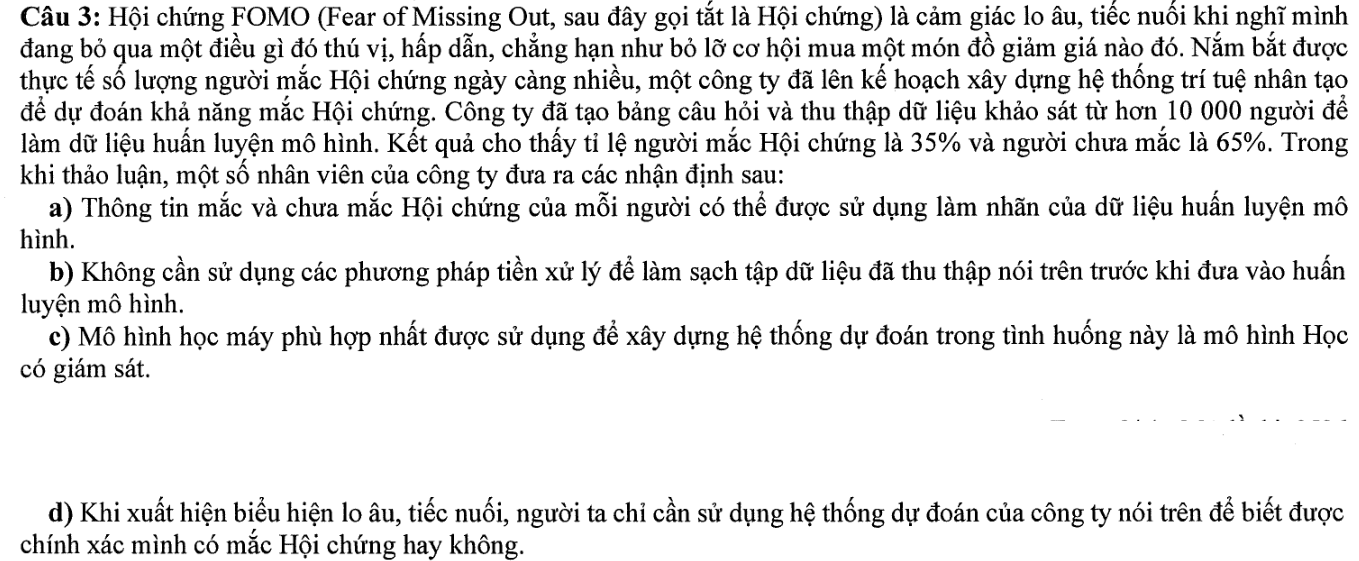 Câu 3: Hội chứng FOMO (Fear of Missing Out, sau đây gọi tắt là Hội chứng) là cảm giác lo âu, tiếc nuối khi nghĩ mình
đang bỏ qua một điều gì đó thú vị, hấp dẫn, chẳng hạn như bỏ lỡ cơ hội mua một món đồ giảm giá nào đó. Nắm bắt được
thực tế số lượng người mắc Hội chứng ngày càng nhiều, một công ty đã lên kế hoạch xây dựng hệ thống trí tuệ nhân tạo
để dự đoán khả năng mắc Hội chứng. Công ty đã tạo bảng câu hỏi và thu thập dữ liệu khảo sát từ hơn 10 000 người để
làm dữ liệu huấn luyện mô hình. Kết quả cho thấy tỉ lệ người mắc Hội chứng là 35% và người chưa mắc là 65%. Trong
khi thảo luận, một số nhân viên của công ty đưa ra các nhận định sau:
a) Thông tin mắc và chưa mắc Hội chứng của mỗi người có thể được sử dụng làm nhãn của dữ liệu huấn luyện mô
hình.
b) Không cần sử dụng các phương pháp tiền xử lý để làm sạch tập dữ liệu đã thu thập nói trên trước khi đưa vào huấn
luyện mô hình.
c) Mô hình học máy phù hợp nhất được sử dụng để xây dựng hệ thống dự đoán trong tình huống này là mô hình Học
có giám sát.
d) Khi xuất hiện biểu hiện lo âu, tiếc nuối, người ta chỉ cần sử dụng hệ thống dự đoán của công ty nói trên để biết được
chính xác mình có mắc Hội chứng hay không.